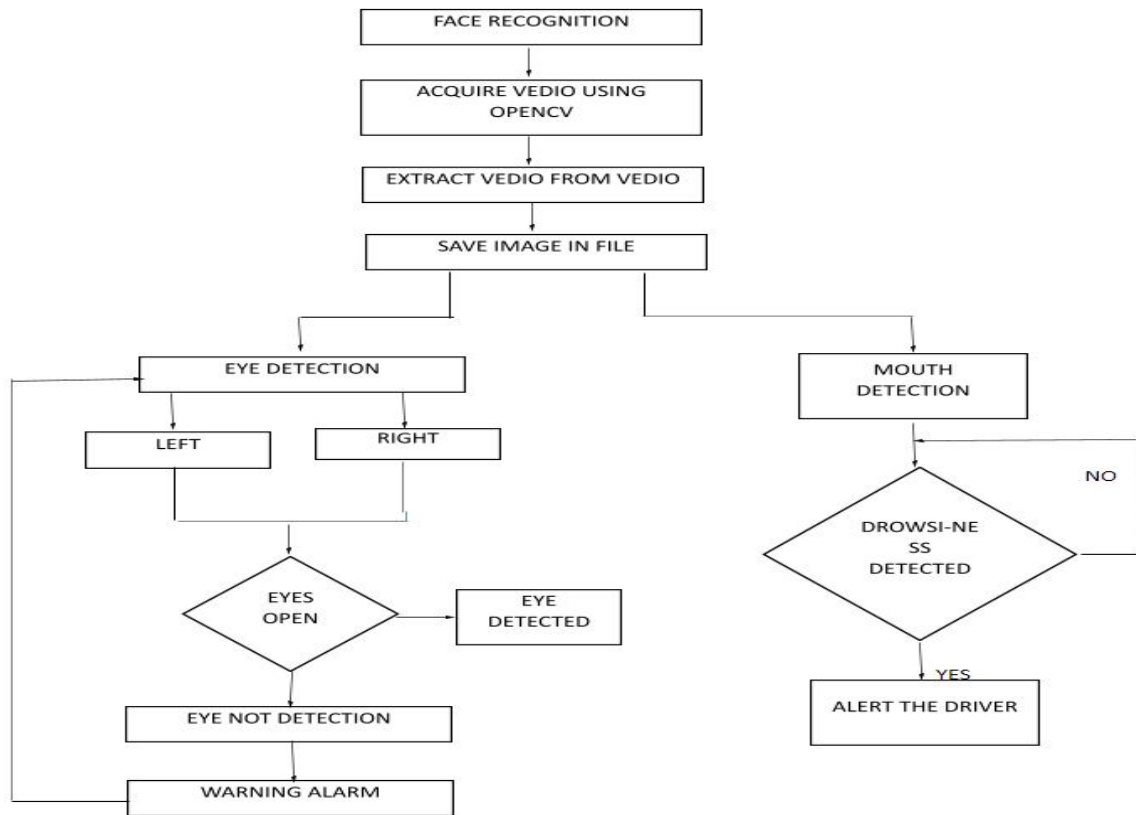 FACE RECOGNITION
ACQUIRE VEDIO USING
OPENCV
EXTRACT VEDIO FROM VEDIO
SAVE IMAGE IN FILE
EYE DETECTION
LEFT
RIGHT
EYES
OPEN
EYE
DETECTED
EYE NOT DETECTION
WARNING ALARM
MOUTH
DETECTION
NO
DROWSI-NE
SS
DETECTED
YES
ALERT THE DRIVER